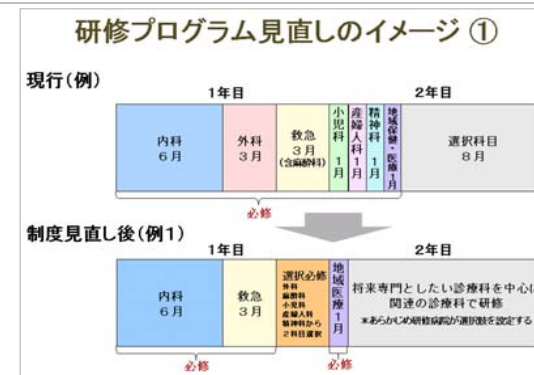 研修プログラム見直しのイメージ ①
現行(例)
1年目
2年目
内科
6月
外科
3月
救急
3月
(含麻酔科)
小児科 1月
産婦人科 1月
精神科 1月
地域保健・医療 1月
選択科目
8月
必修
制度見直し後(例1)
1年目
2年目
内科
6月
救急
3月
選択必修
外科
麻酔科
小児科
産婦人科
精神科から
2科目選択
地域医療 1月
将来専門としたい診療科を中心に
関連の診療科で研修
*あらかじめ研修病院が選択肢を設定する
必修
必修